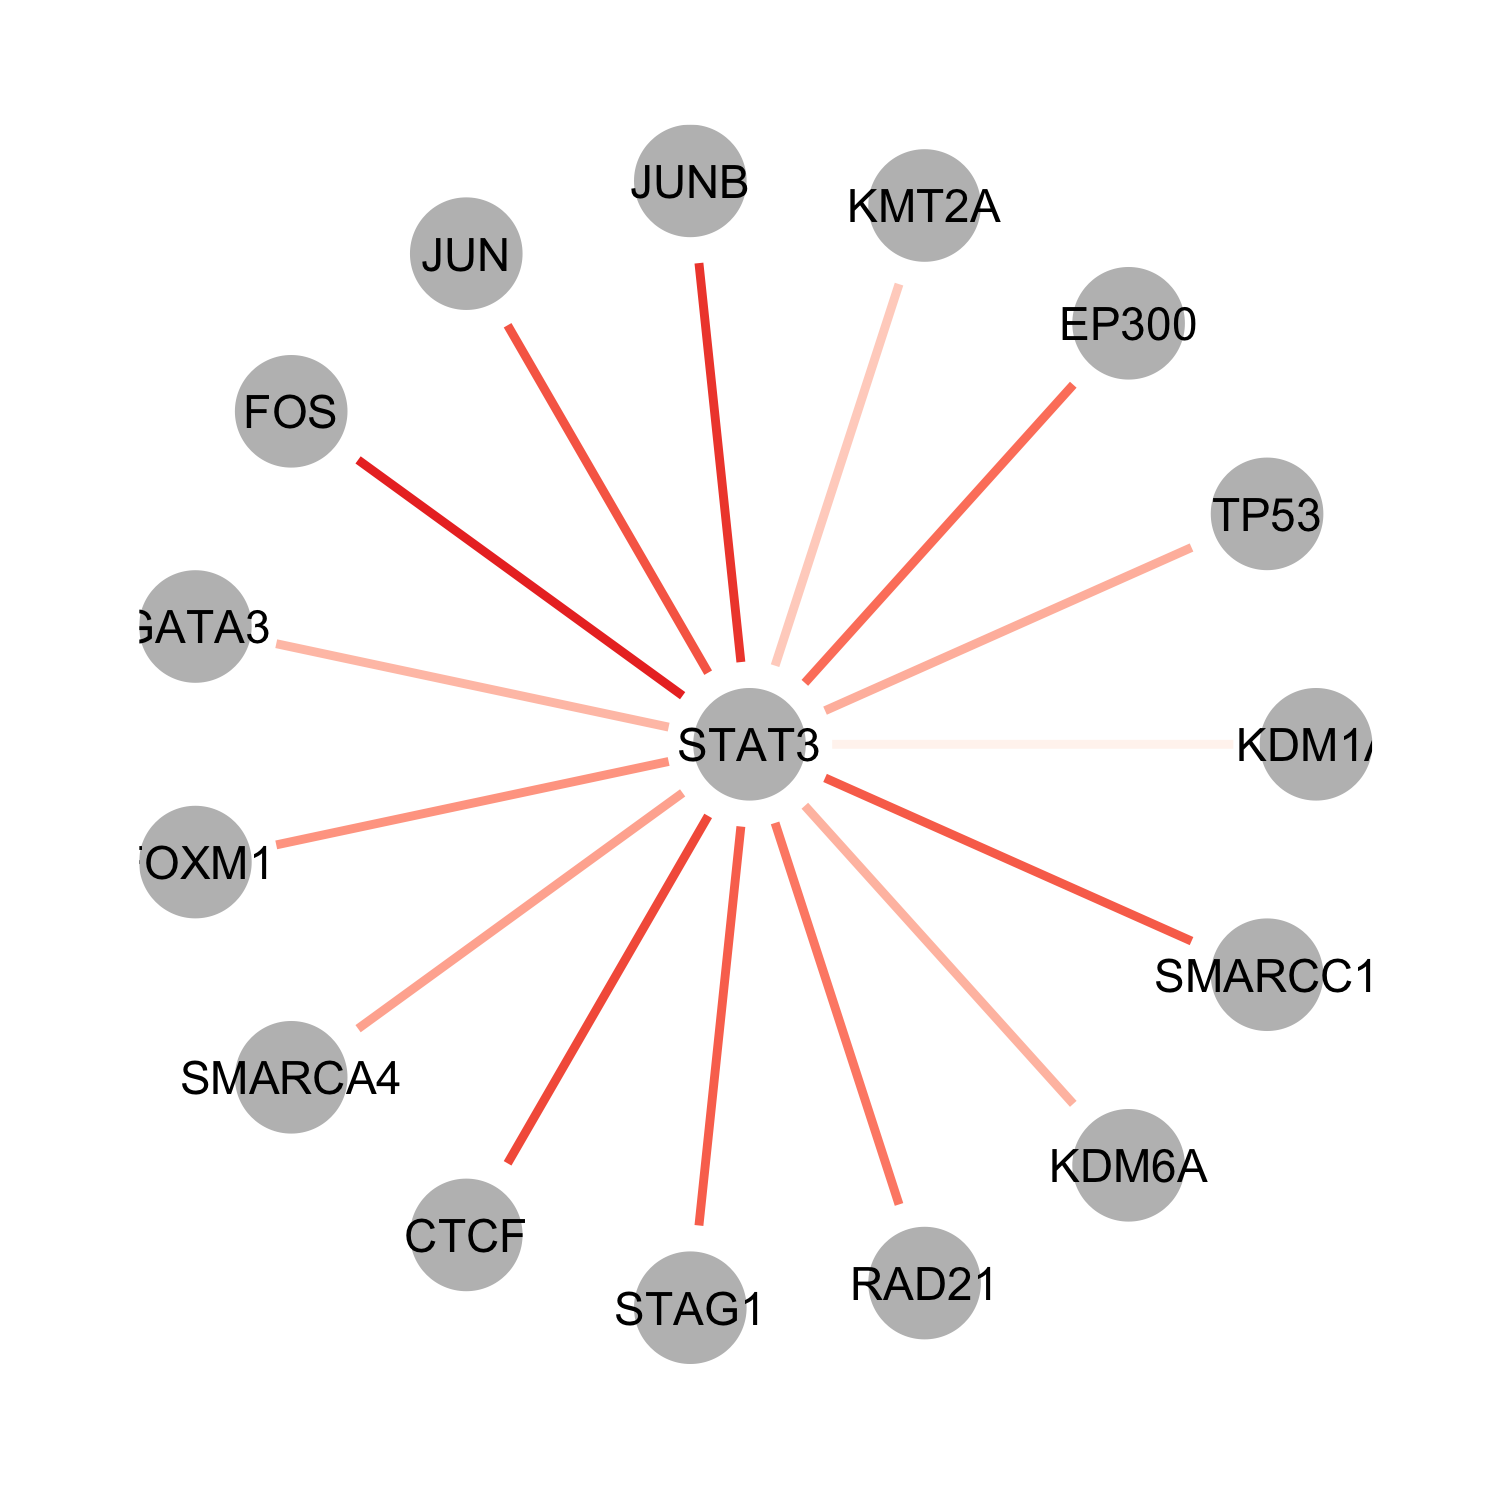 JUNB
KMT2A
JUN
EP300
FOS
TP53
GATA3
STAT3
KDM1A
FOXM1
SMARCC1
SMARCA4
KDM6A
CTCF
RAD21
STAG1